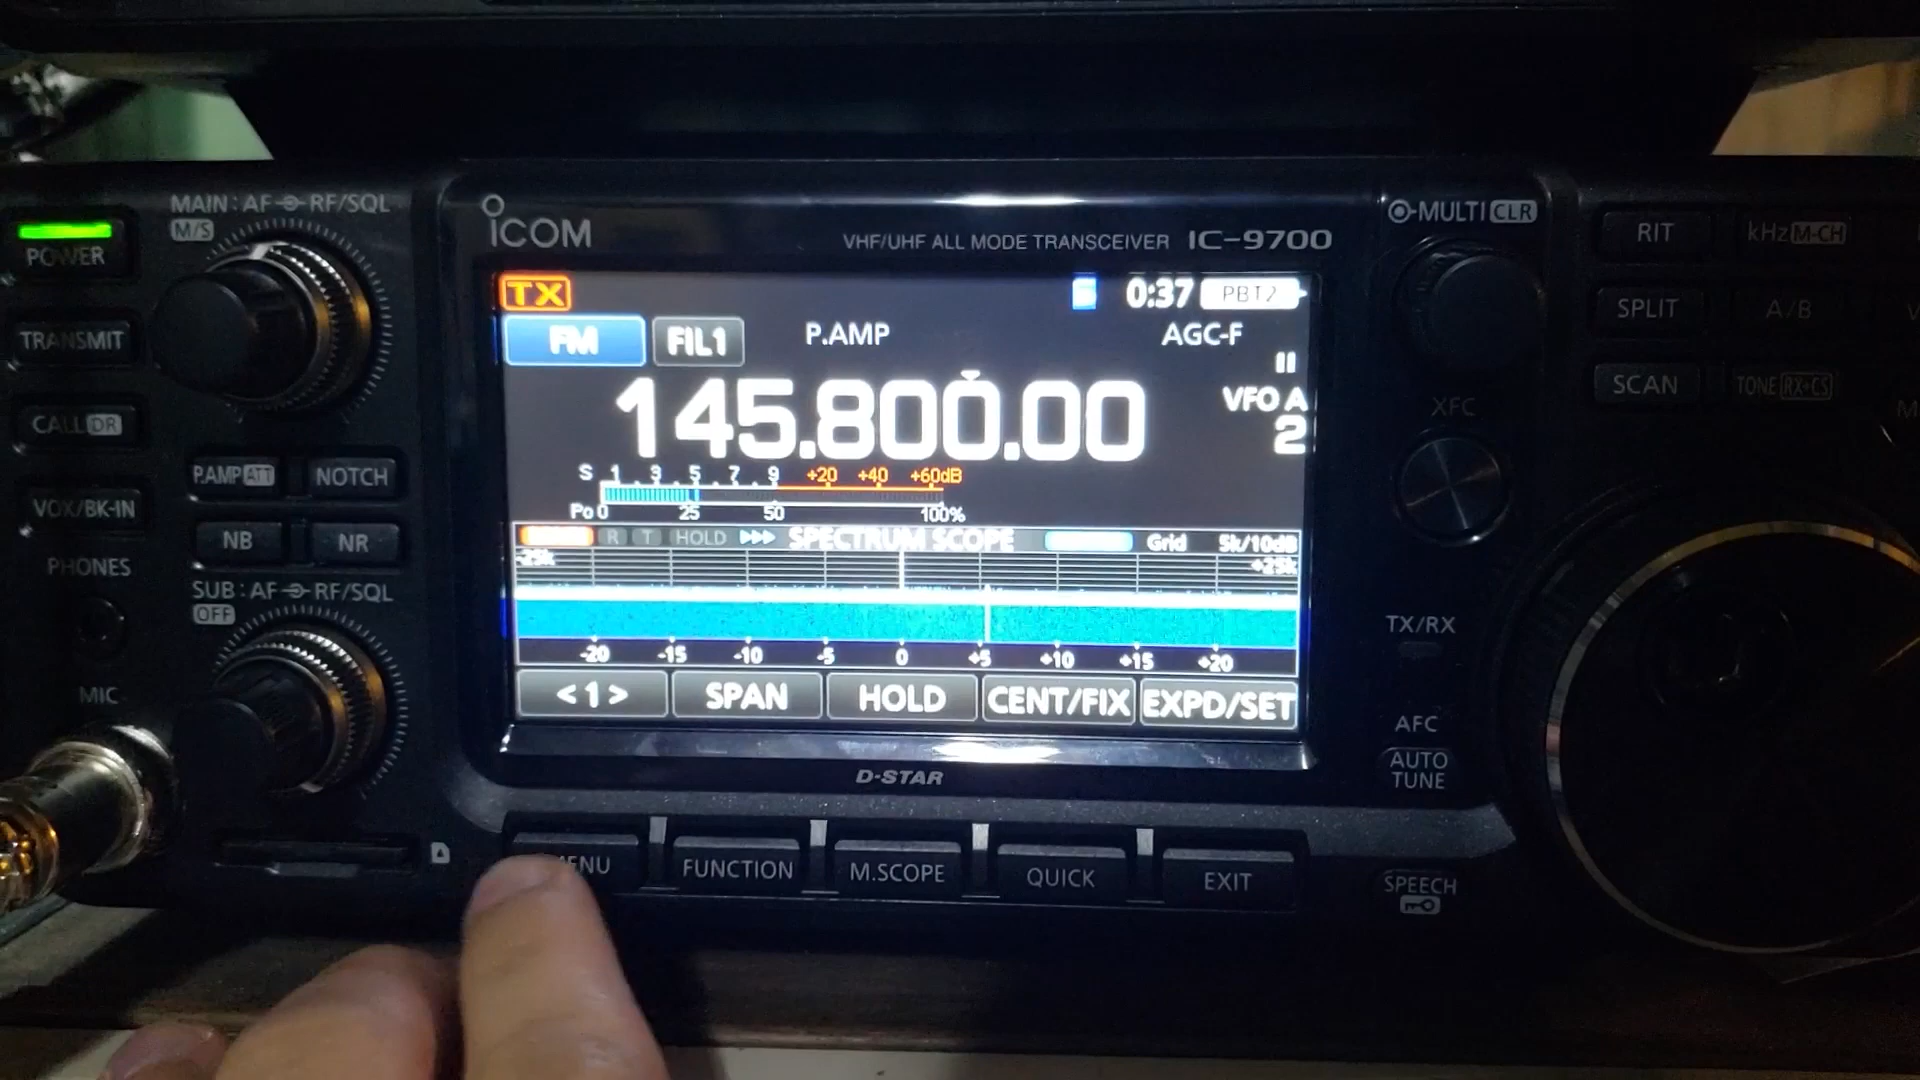 MAIN : AF RF/SQL
M/S
POWER
TRANSMIT
CALL DR
P.AMP ATT NOTCH
VOX/BK-IN
NB NR
PHONES
SUB : AF RF/SQL
OFF
MIC
ICOM
VHF/UHF ALL MODE TRANSCEIVER IC-9700
TX 0:37 PBT2
FM FIL1 P.AMP AGC-F
145.800.00
VFO A
2
S 1 3 5 7 9 +20 +40 +60dB
Po 0 25 50 100%
R T HOLD SPECTRUM SCOPE Grid 5k/10dB
-25k +25k
-20 -15 -10 -5 0 +5 +10 +15 +20
<1> SPAN HOLD CENT/FIX EXPD/SET
D-STAR
FUNCTION M.SCOPE QUICK EXIT
MULTI CLR
RIT kHz M-CH
SPLIT A/B
SCAN TONE RX→CS
XFC
TX/RX
AFC
AUTO
TUNE
SPEECH